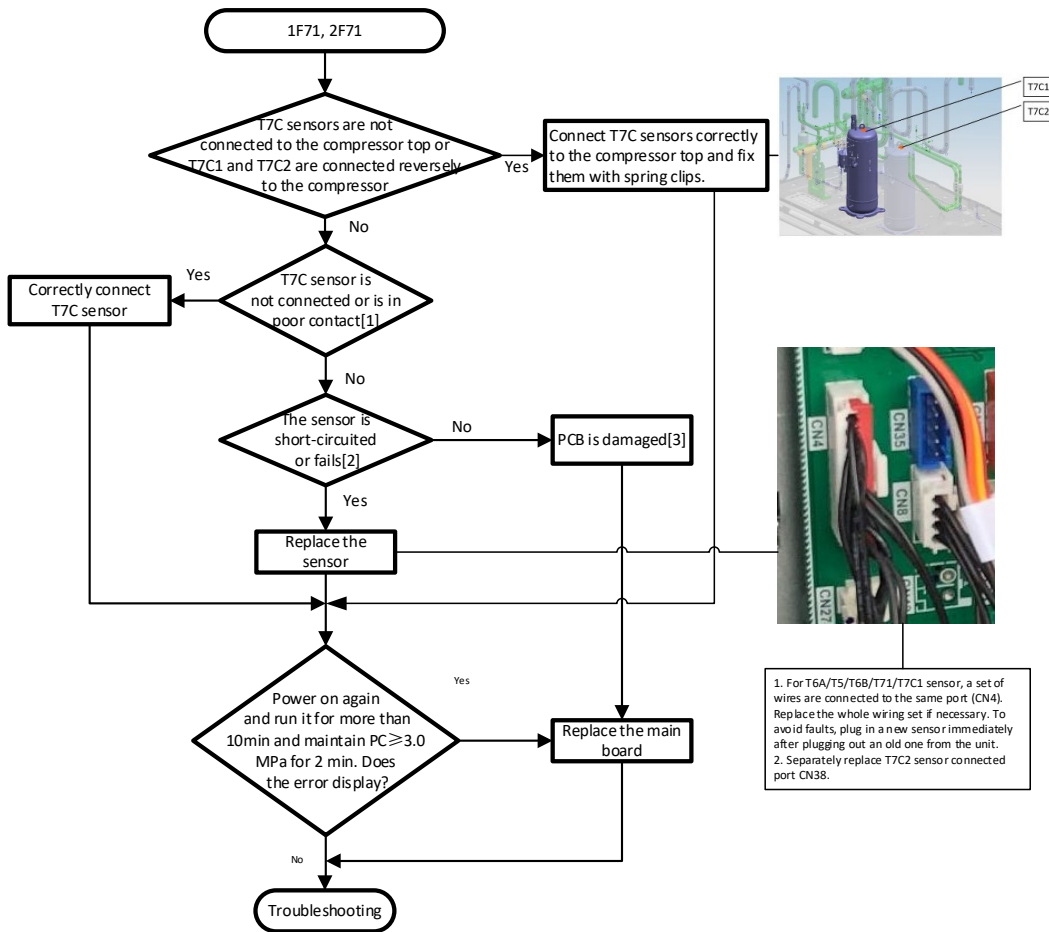 1F71, 2F71
T7C sensors are not
connected to the compressor top or
T7C1 and T7C2 are connected reversely
to the compressor
Yes
Connect T7C sensors correctly
to the compressor top and fix
them with spring clips.
T7C1
T7C2
No
T7C sensor is
not connected or is in
poor contact[1]
Yes
Correctly connect
T7C sensor
No
The sensor is
short-circuited
or fails[2]
No
PCB is damaged[3]
Yes
Replace the
sensor
CN4
CN35
CN8
CN27
Power on again
and run it for more than
10min and maintain PC≥3.0
MPa for 2 min. Does
the error display?
Yes
Replace the main
board
1. For T6A/T5/T6B/T71/T7C1 sensor, a set of
wires are connected to the same port (CN4).
Replace the whole wiring set if necessary. To
avoid faults, plug in a new sensor immediately
after plugging out an old one from the unit.
2. Separately replace T7C2 sensor connected
port CN38.
No
Troubleshooting